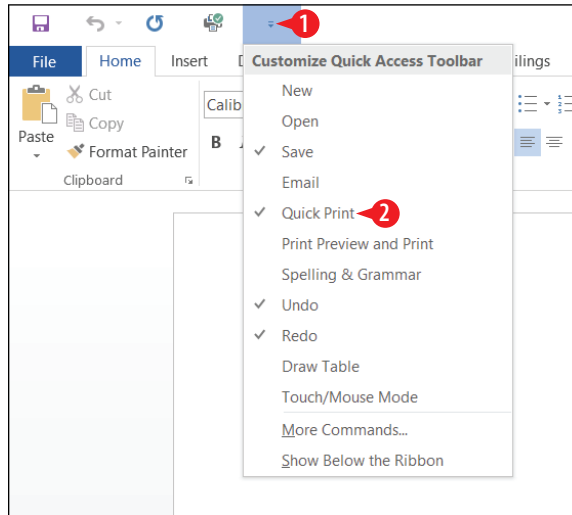 1
File Home Insert Customize Quick Access Toolbar ilings
Cut
Copy
Paste
Format Painter
Clipboard
Calib
B
New
Open
Save
Email
Quick Print 2
Print Preview and Print
Spelling & Grammar
Undo
Redo
Draw Table
Touch/Mouse Mode
More Commands...
Show Below the Ribbon